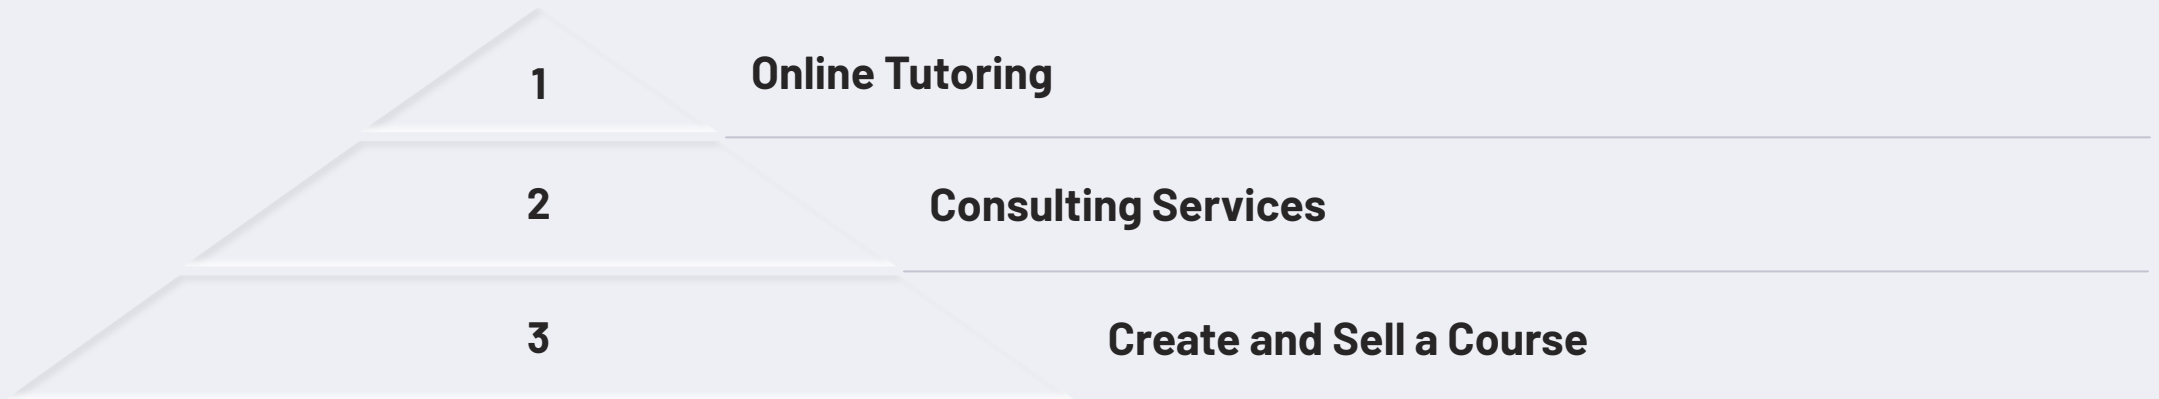 1
Online Tutoring
2
Consulting Services
3
Create and Sell a Course